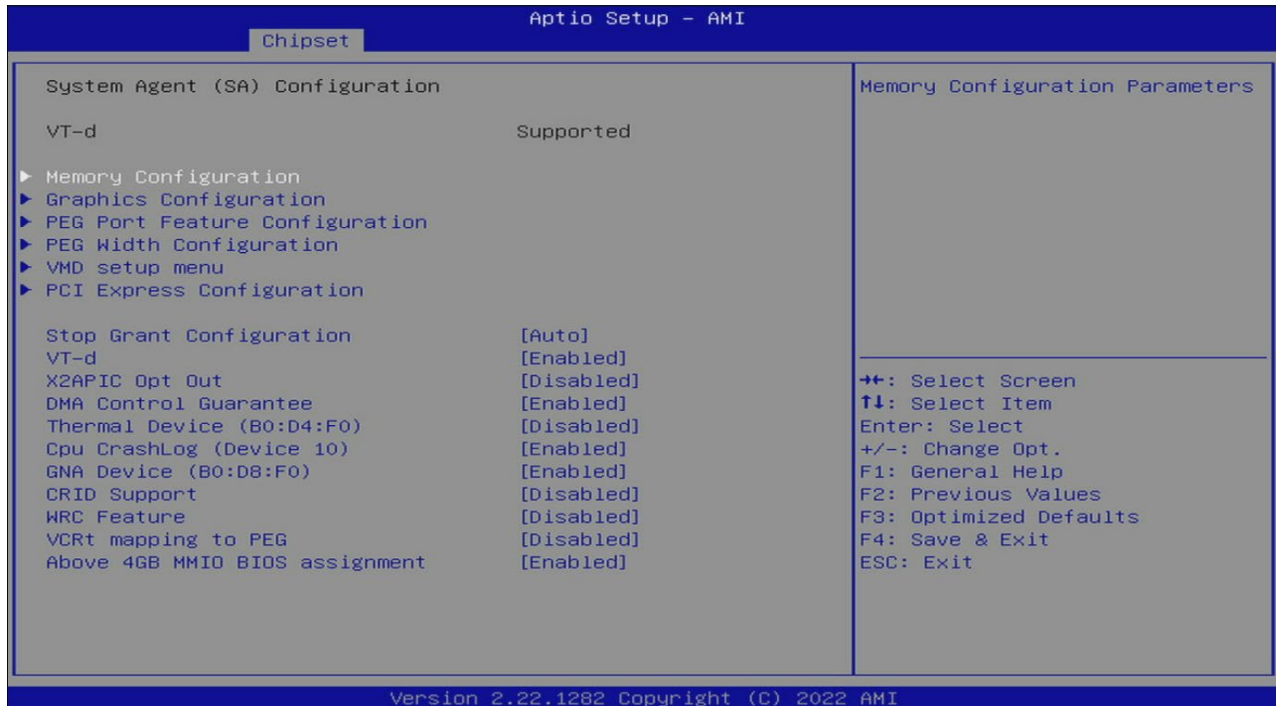 Aptio Setup – AMI
Chipset
System Agent (SA) Configuration
VT-d Supported
▶ Memory Configuration
▶ Graphics Configuration
▶ PEG Port Feature Configuration
▶ PEG Width Configuration
▶ VMD setup menu
▶ PCI Express Configuration
Stop Grant Configuration [Auto]
VT-d [Enabled]
X2APIC Opt Out [Disabled]
DMA Control Guarantee [Enabled]
Thermal Device (B0:D4:F0) [Disabled]
Cpu CrashLog (Device 10) [Enabled]
GNA Device (B0:D8:F0) [Enabled]
CRID Support [Disabled]
WRC Feature [Disabled]
VCRt mapping to PEG [Disabled]
Above 4GB MMIO BIOS assignment [Enabled]
Memory Configuration Parameters
→←: Select Screen
↑↓: Select Item
Enter: Select
+/-: Change Opt.
F1: General Help
F2: Previous Values
F3: Optimized Defaults
F4: Save & Exit
ESC: Exit
Version 2.22.1282 Copyright (C) 2022 AMI